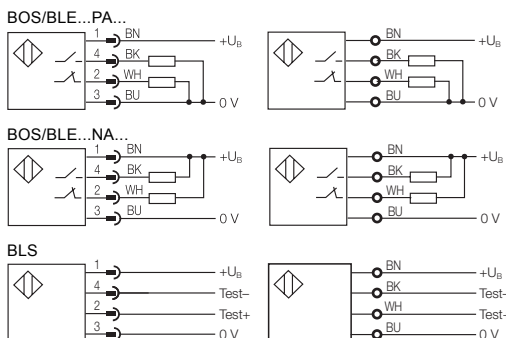 BOS/BLE...PA...
1 BN +UB BN +UB
4 BK BK
2 WH WH
3 BU 0 V BU 0 V
BOS/BLE...NA...
1 BN +UB BN +UB
4 BK BK
2 WH WH
3 BU 0 V BU 0 V
BLS
1 +UB BN +UB
4 Test– BK Test–
2 Test+ WH Test–
3 0 V BU 0 V